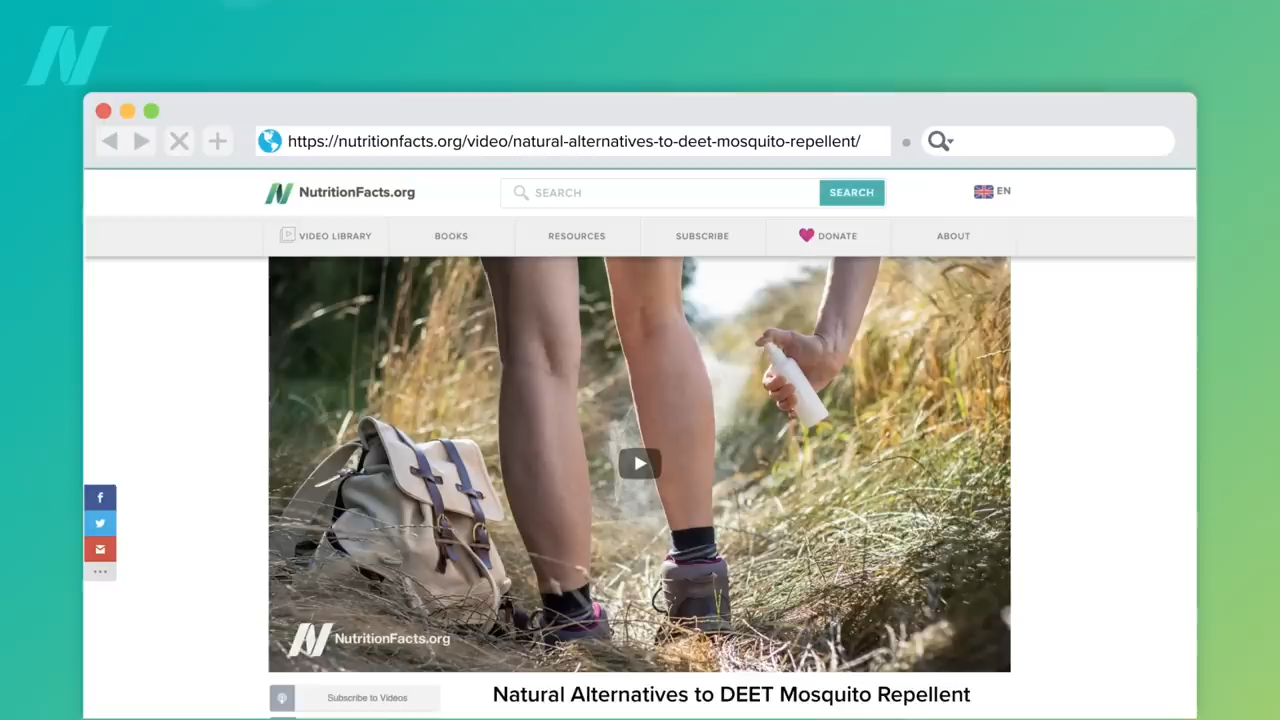 https://nutritionfacts.org/video/natural-alternatives-to-deet-mosquito-repellent/
NutritionFacts.org
SEARCH
SEARCH
EN
VIDEO LIBRARY
BOOKS
RESOURCES
SUBSCRIBE
DONATE
ABOUT
NutritionFacts.org
Subscribe to Videos
Natural Alternatives to DEET Mosquito Repellent